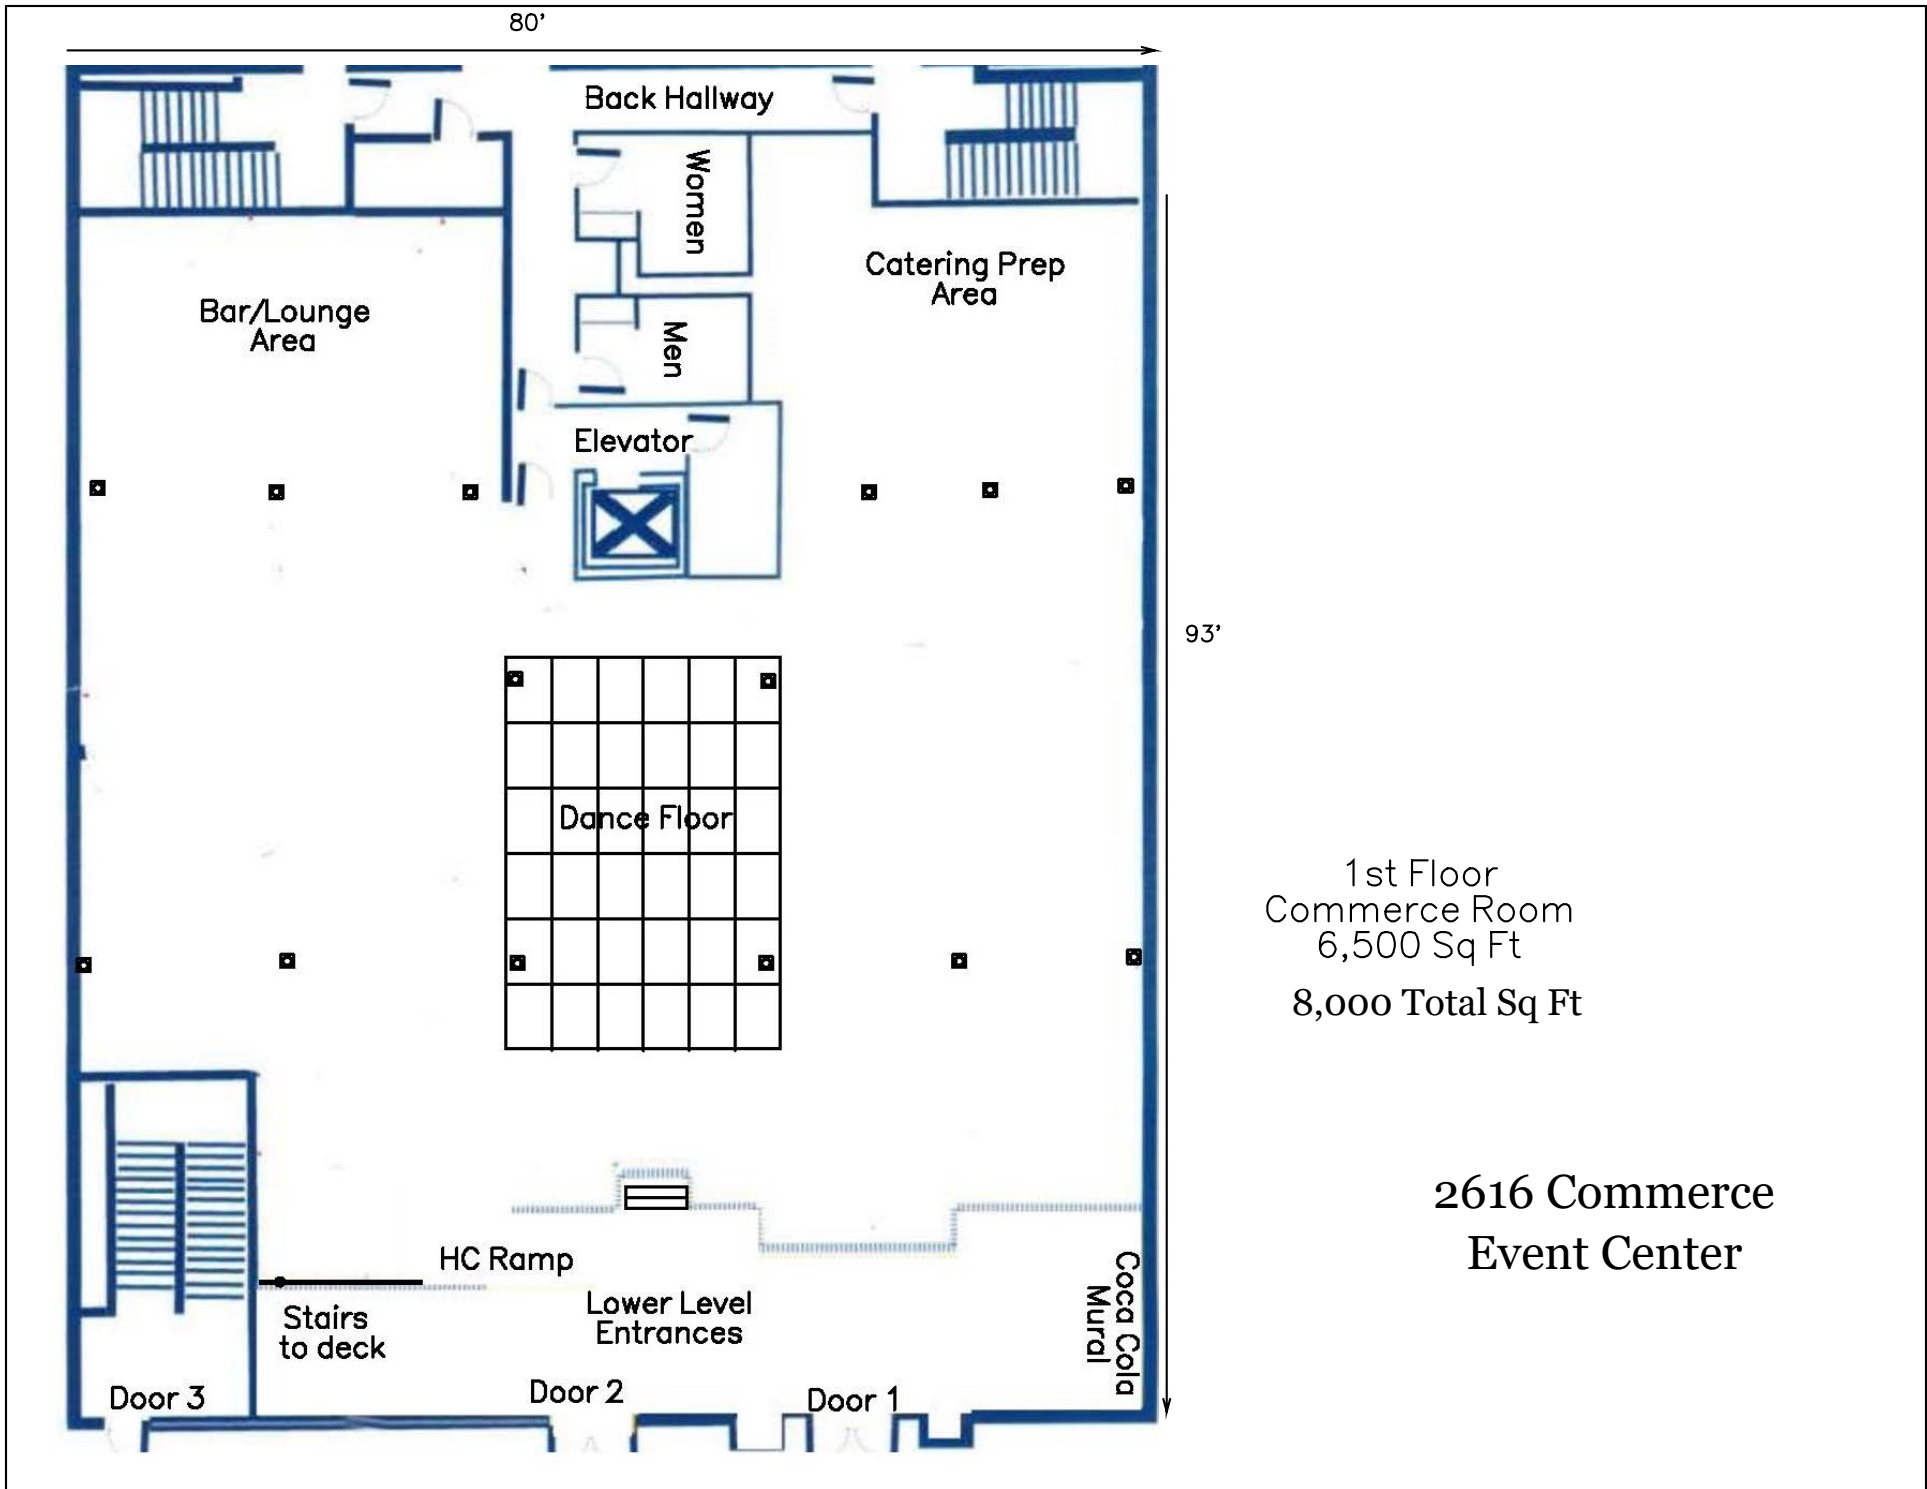 80'
Back Hallway
Women
Catering Prep
Area
Bar/Lounge
Area
Men
Elevator
93'
Dance Floor
1st Floor
Commerce Room
6,500 Sq Ft
8,000 Total Sq Ft
2616 Commerce
Event Center
HC Ramp
Stairs
to deck
Lower Level
Entrances
Coca Cola
Mural
Door 3
Door 2
Door 1